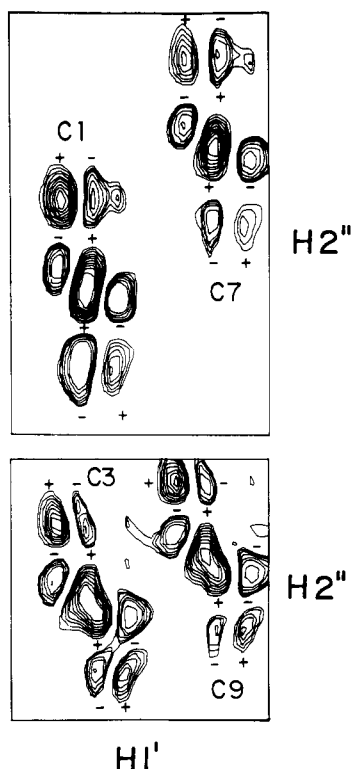 + −
− +
C1
+ −
+ −
H2"
− +
− +
C7
+ −
− +
C3
+ −
+ −
− +
− +
+ −
H2"
+ −
− +
C9
− +
H1'